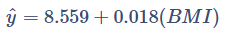 ŷ = 8.559 + 0.018(BMI)